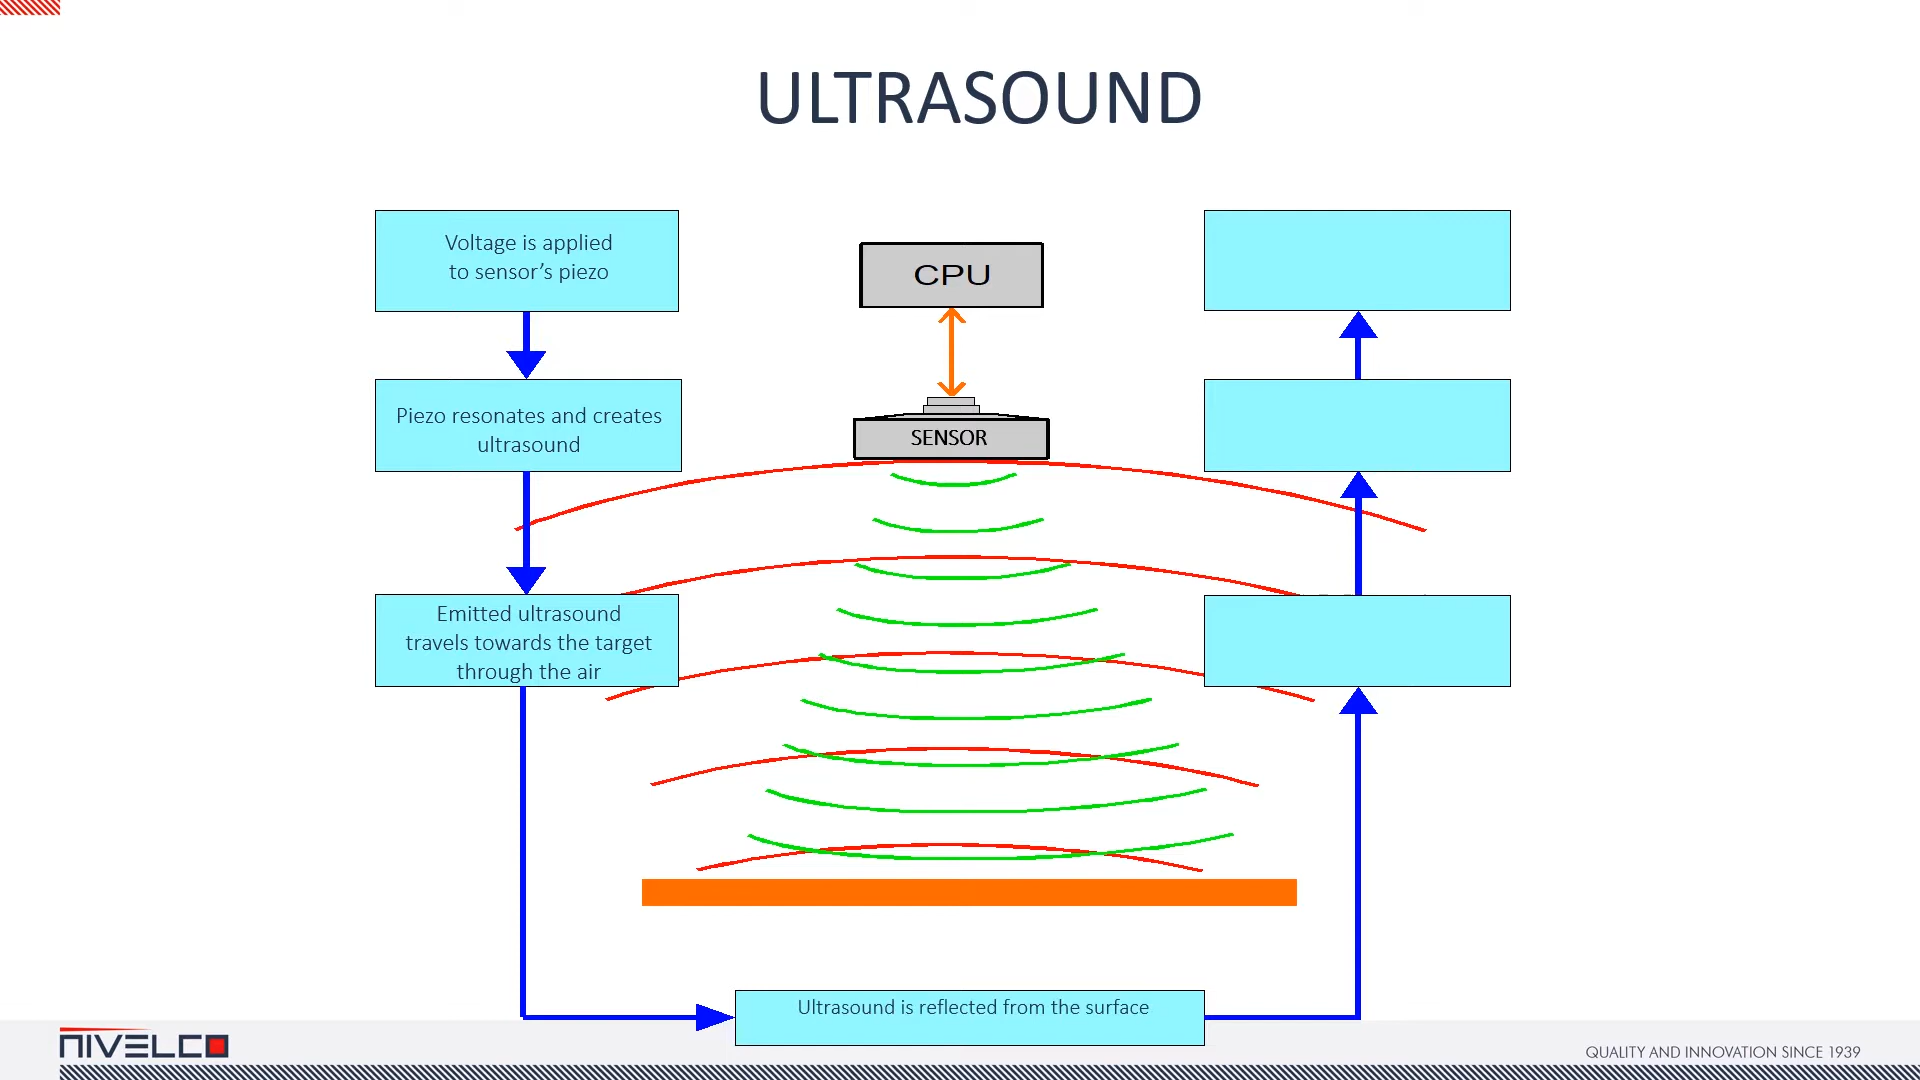 ULTRASOUND
Voltage is applied
to sensor’s piezo
Piezo resonates and creates
ultrasound
Emitted ultrasound
travels towards the target
through the air
CPU
SENSOR
Ultrasound is reflected from the surface
NIVELCO
QUALITY AND INNOVATION SINCE 1939